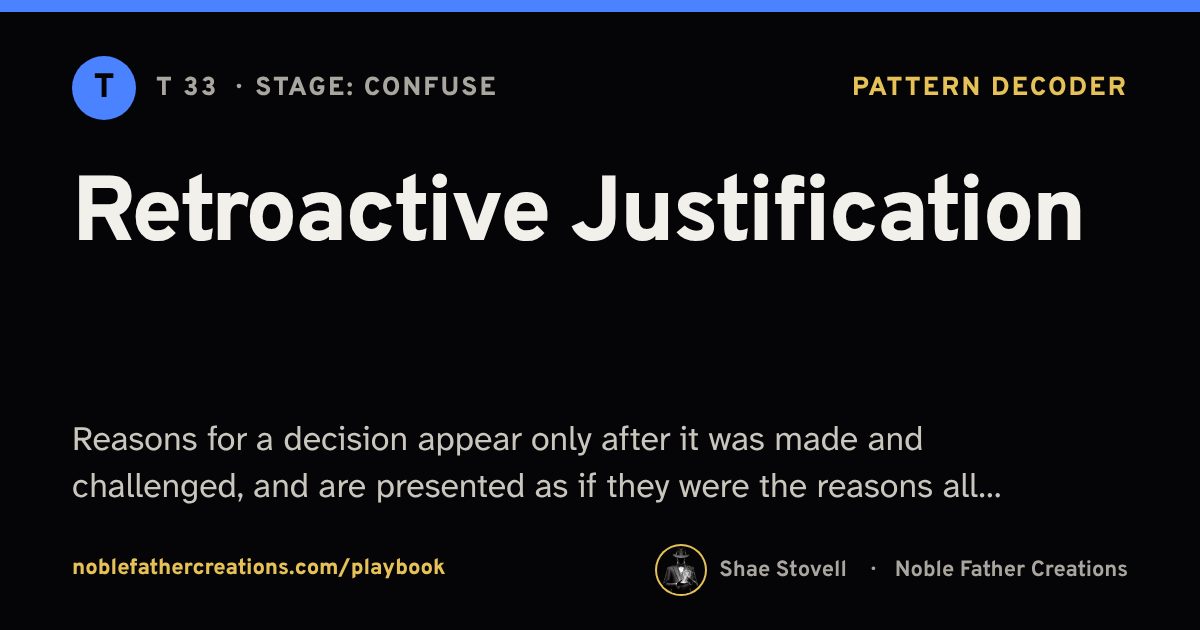 T
T 33 · STAGE: CONFUSE
PATTERN DECODER
Retroactive Justification
Reasons for a decision appear only after it was made and
challenged, and are presented as if they were the reasons all...
noblefathercreations.com/playbook
Shae Stovell · Noble Father Creations